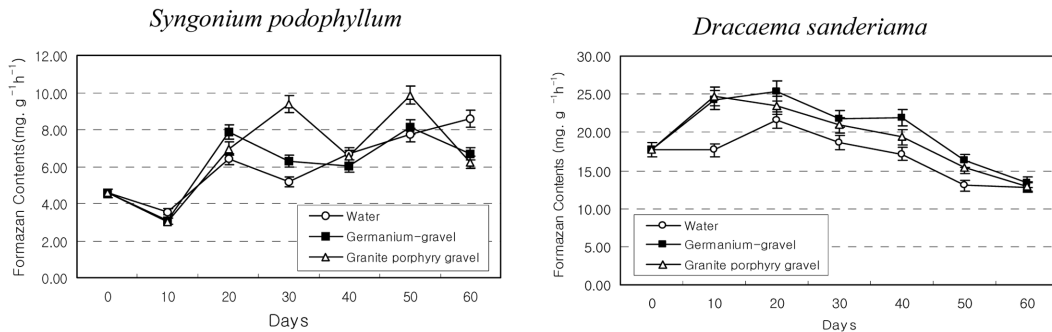 Syngonium podophyllum
Formazan Contents(mg. g⁻¹h⁻¹)
12.00
10.00
8.00
6.00
4.00
2.00
0.00
Water
Germanium-gravel
Granite porphyry gravel
0 10 20 30 40 50 60
Days
Dracaema sanderiama
Formazan Contents (mg. g⁻¹h⁻¹)
30.00
25.00
20.00
15.00
10.00
5.00
0.00
Water
Germanium-gravel
Granite porphyry gravel
0 10 20 30 40 50 60
Days